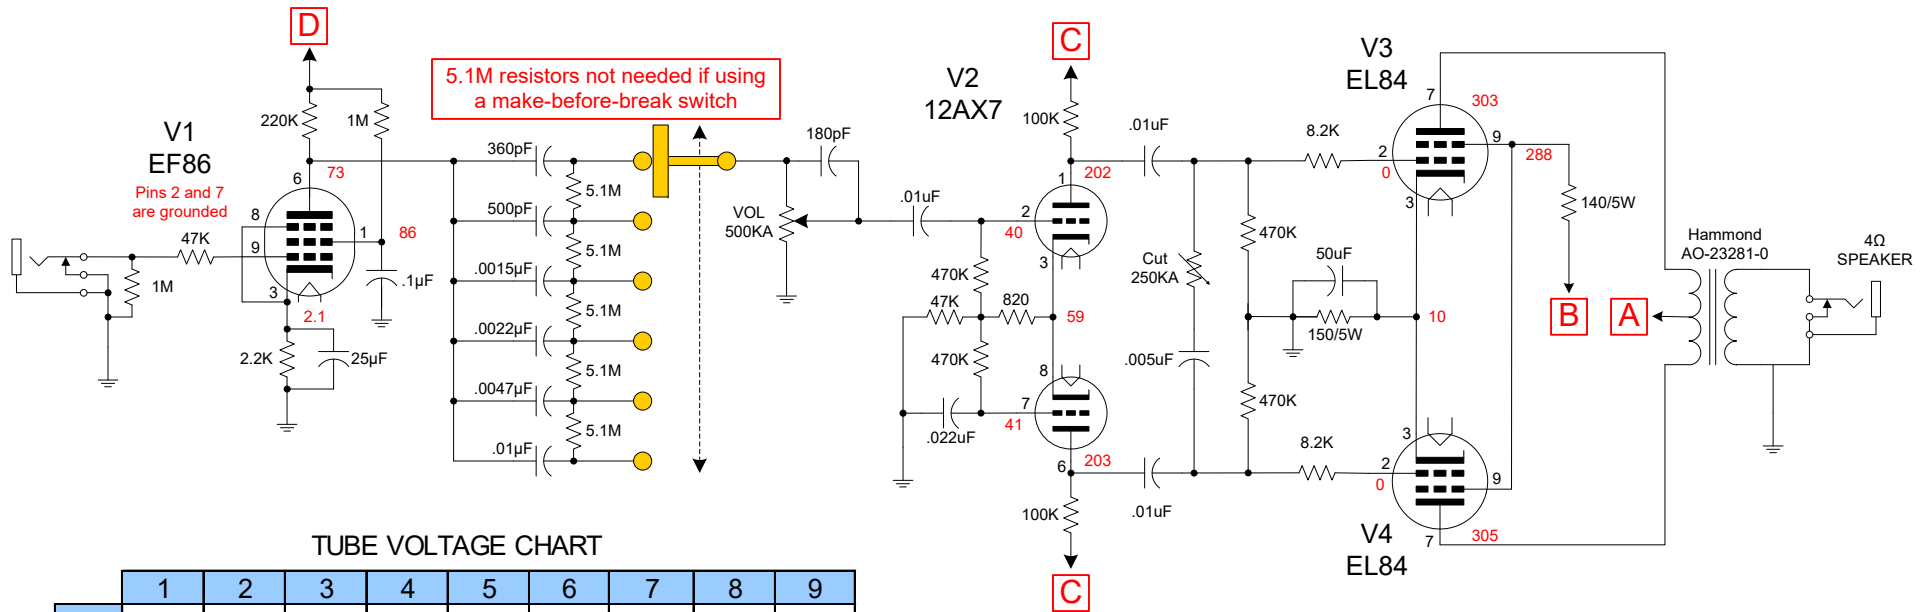 D
5.1M resistors not needed if using
a make-before-break switch
V1
EF86
Pins 2 and 7
are grounded
220K
1M
6
73
8
9
1
86
47K
1M
3
2.1
.1µF
2.2K
25µF
360pF
5.1M
500pF
5.1M
.0015µF
5.1M
.0022µF
5.1M
.0047µF
5.1M
.01µF
180pF
VOL
500KA
.01uF
V2
12AX7
C
100K
202
1
2
40
3
470K
47K
820
59
470K
8
7
41
.022uF
6
203
100K
C
.01uF
.01uF
Cut
250KA
.005uF
470K
50uF
150/5W
470K
8.2K
8.2K
V3
EL84
7
303
2
0
9
288
3
140/5W
B
10
A
3
2
0
9
V4
EL84
7
305
Hammond
AO-23281-0
4Ω
SPEAKER
TUBE VOLTAGE CHART
1 2 3 4 5 6 7 8 9